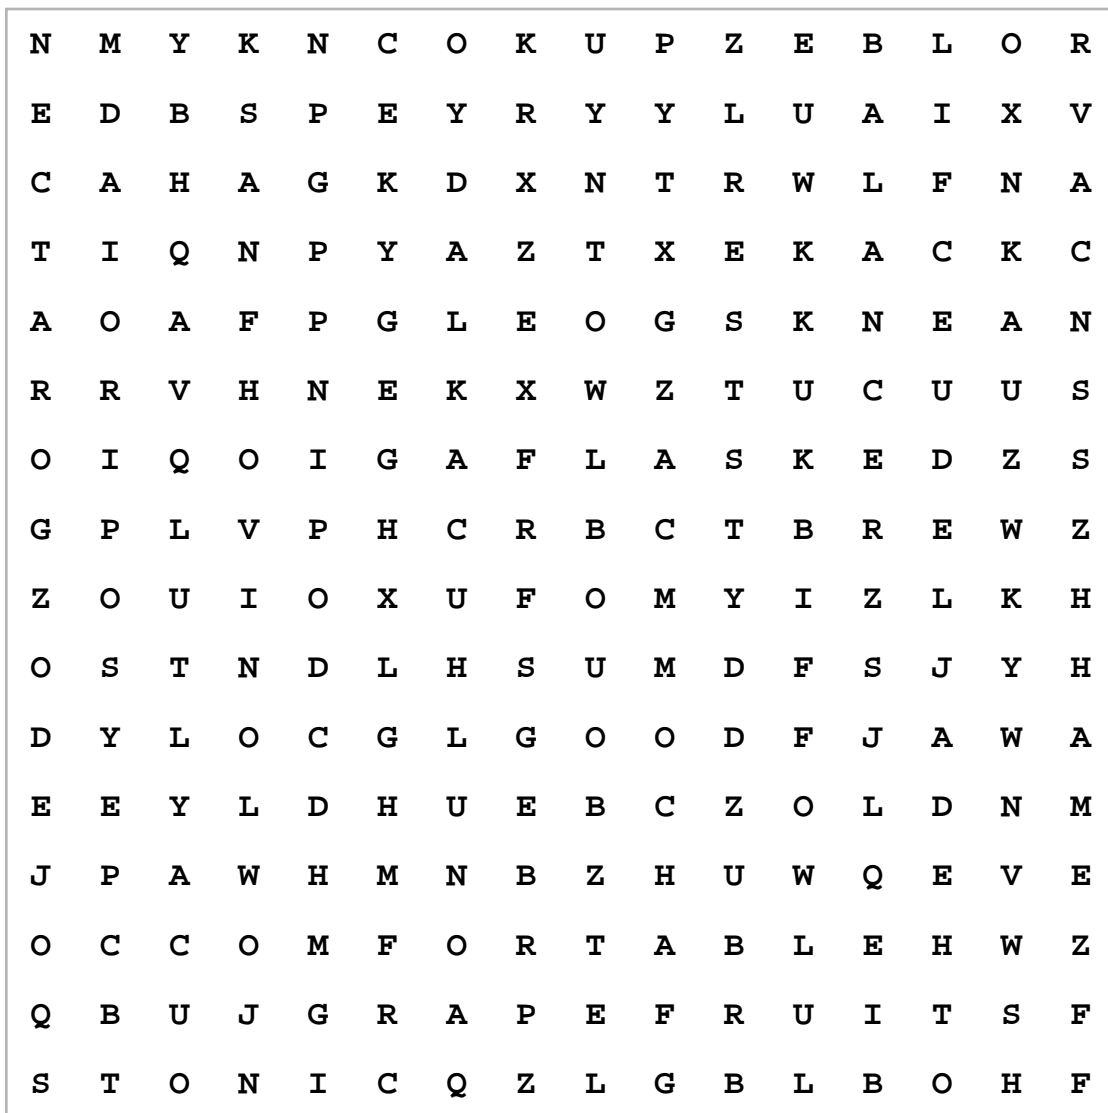 N M Y K N C O K U P Z E B L O R
E D B S P E Y R Y Y L U A I X V
C A H A G K D X N T R W L F N A
T I Q N P Y A Z T X E K A C K C
A O A F P G L E O G S K N E A N
R R V H N E K X W Z T U C U U S
O I Q O I G A F L A S K E D Z S
G P L V P H C R B C T B R E W Z
Z O U I O X U F O M Y I Z L K H
O S T N D L H S U M D F S J Y H
D Y L O C G L G O O D F J A W A
E E Y L D H U E B C Z O L D N M
J P A W H M N B Z H U W Q E V E
O C C O M F O R T A B L E H W Z
Q B U J G R A P E F R U I T S F
S T O N I C Q Z L G B L B O H F